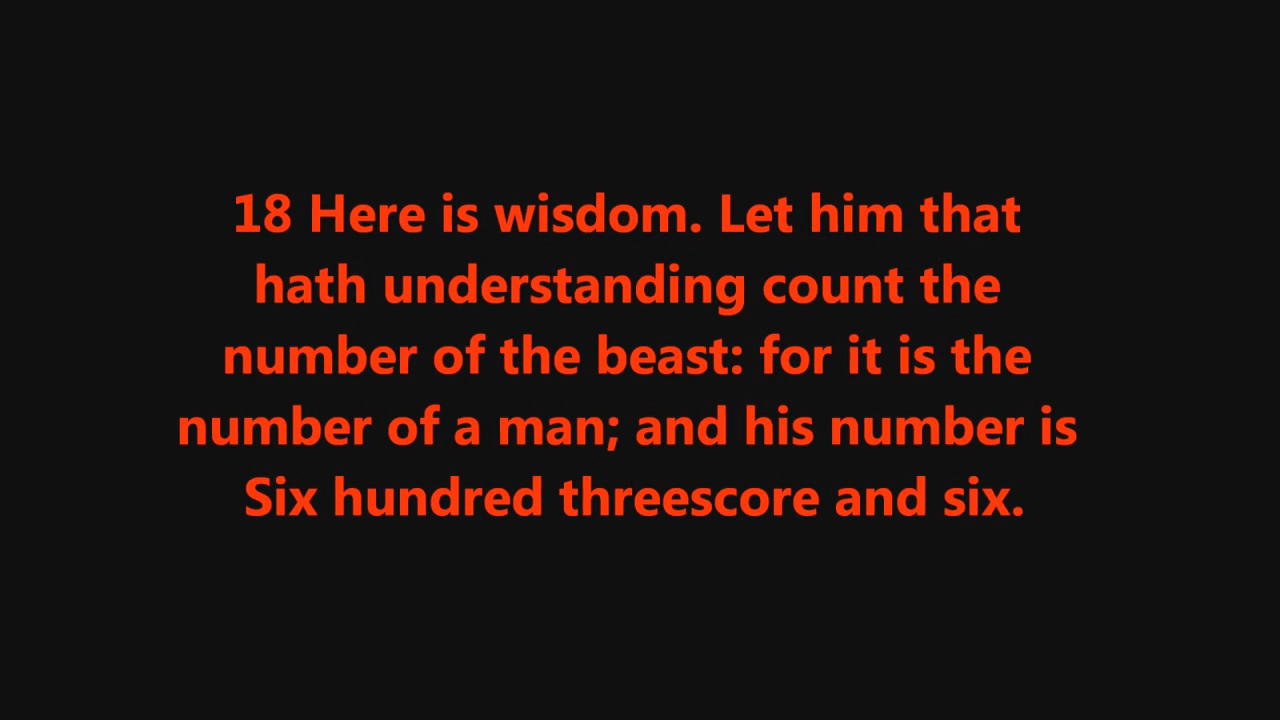 18 Here is wisdom. Let him that
hath understanding count the
number of the beast: for it is the
number of a man; and his number is
Six hundred threescore and six.